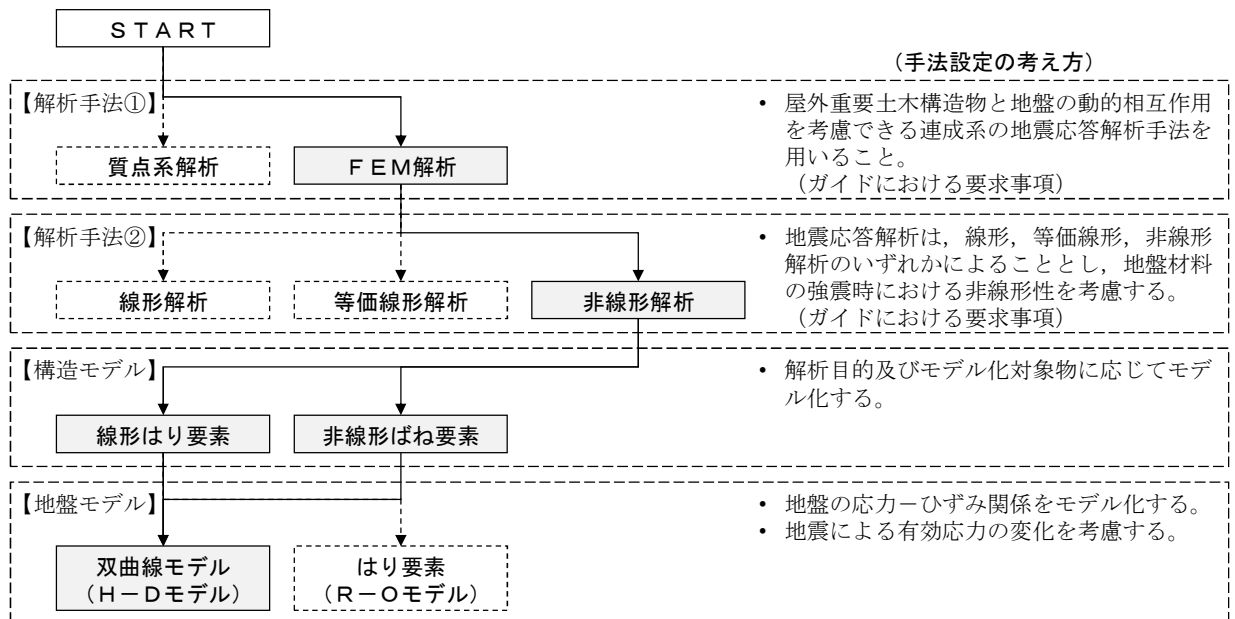 ＳＴＡＲＴ
（手法設定の考え方）
【解析手法①】
質点系解析
ＦＥＭ解析
• 屋外重要土木構造物と地盤の動的相互作用
を考慮できる連成系の地震応答解析手法を
用いること。
（ガイドにおける要求事項）
【解析手法②】
線形解析
等価線形解析
非線形解析
• 地震応答解析は，線形，等価線形，非線形
解析のいずれかによることとし，地盤材料
の強震時における非線形性を考慮する。
（ガイドにおける要求事項）
【構造モデル】
線形はり要素
非線形ばね要素
• 解析目的及びモデル化対象物に応じてモデ
ル化する。
【地盤モデル】
双曲線モデル
（Ｈ－Ｄモデル）
はり要素
（Ｒ－Ｏモデル）
• 地盤の応力－ひずみ関係をモデル化する。
• 地震による有効応力の変化を考慮する。